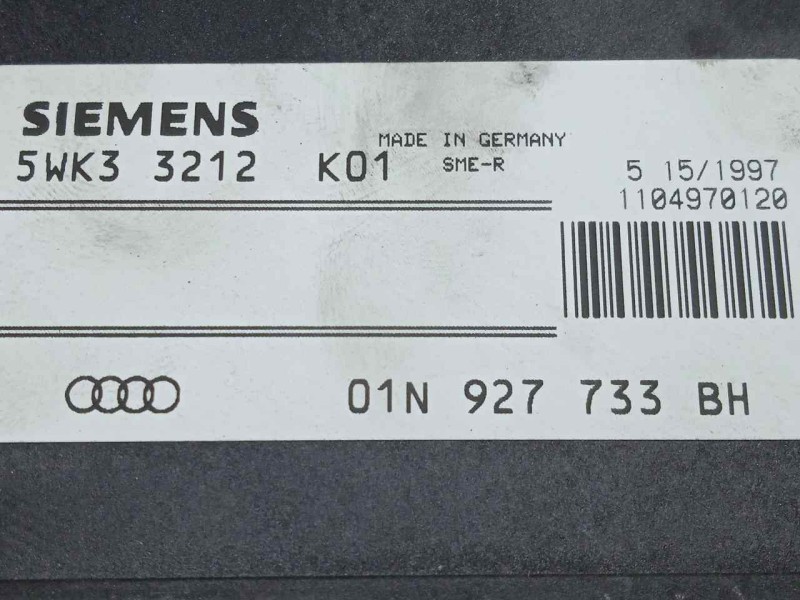 SIEMENS
MADE IN GERMANY
5WK3 3212 K01 SME-R 5 15/1997
1104970120
01N 927 733 BH